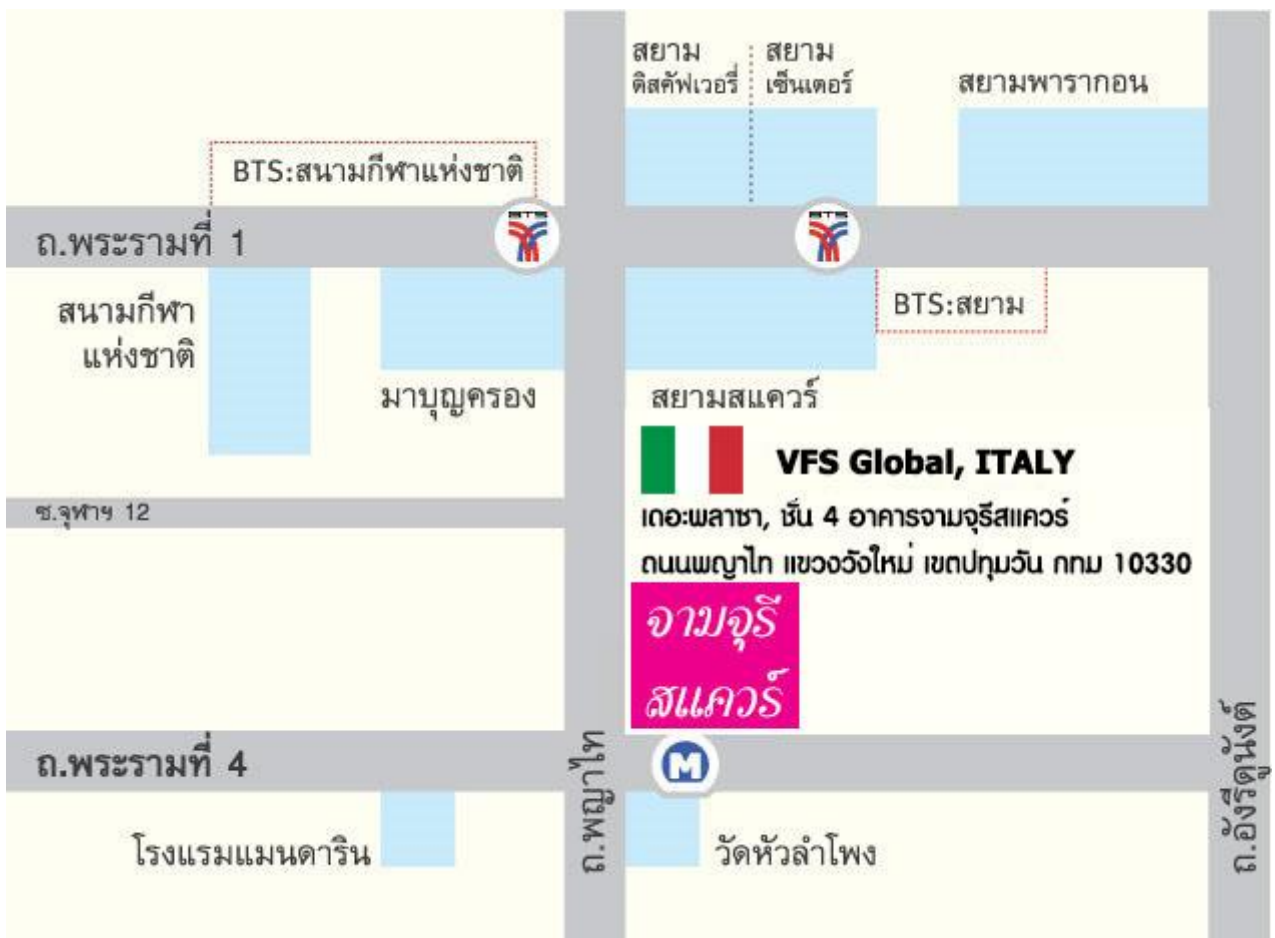 สยาม
ดิสคัฟเวอรี่
สยาม
เซ็นเตอร์
สยามพารากอน
BTS:สนามกีฬาแห่งชาติ
ถ.พระรามที่ 1
สนามกีฬา
แห่งชาติ
BTS:สยาม
มาบุญครอง
สยามสแควร์
VFS Global, ITALY
ซ.จุฬาฯ 12
เดอะพลาซา, ชั้น 4 อาคารจามจุรีสแควร์
ถนนพญาไท แขวงวังใหม่ เขตปทุมวัน กทม 10330
จามจุรี
สแควร์
ถ.พระรามที่ 4
M
ถ.พญาไท
ถ.อังรีดูนังต์
โรงแรมแมนดาริน
วัดหัวลำโพง